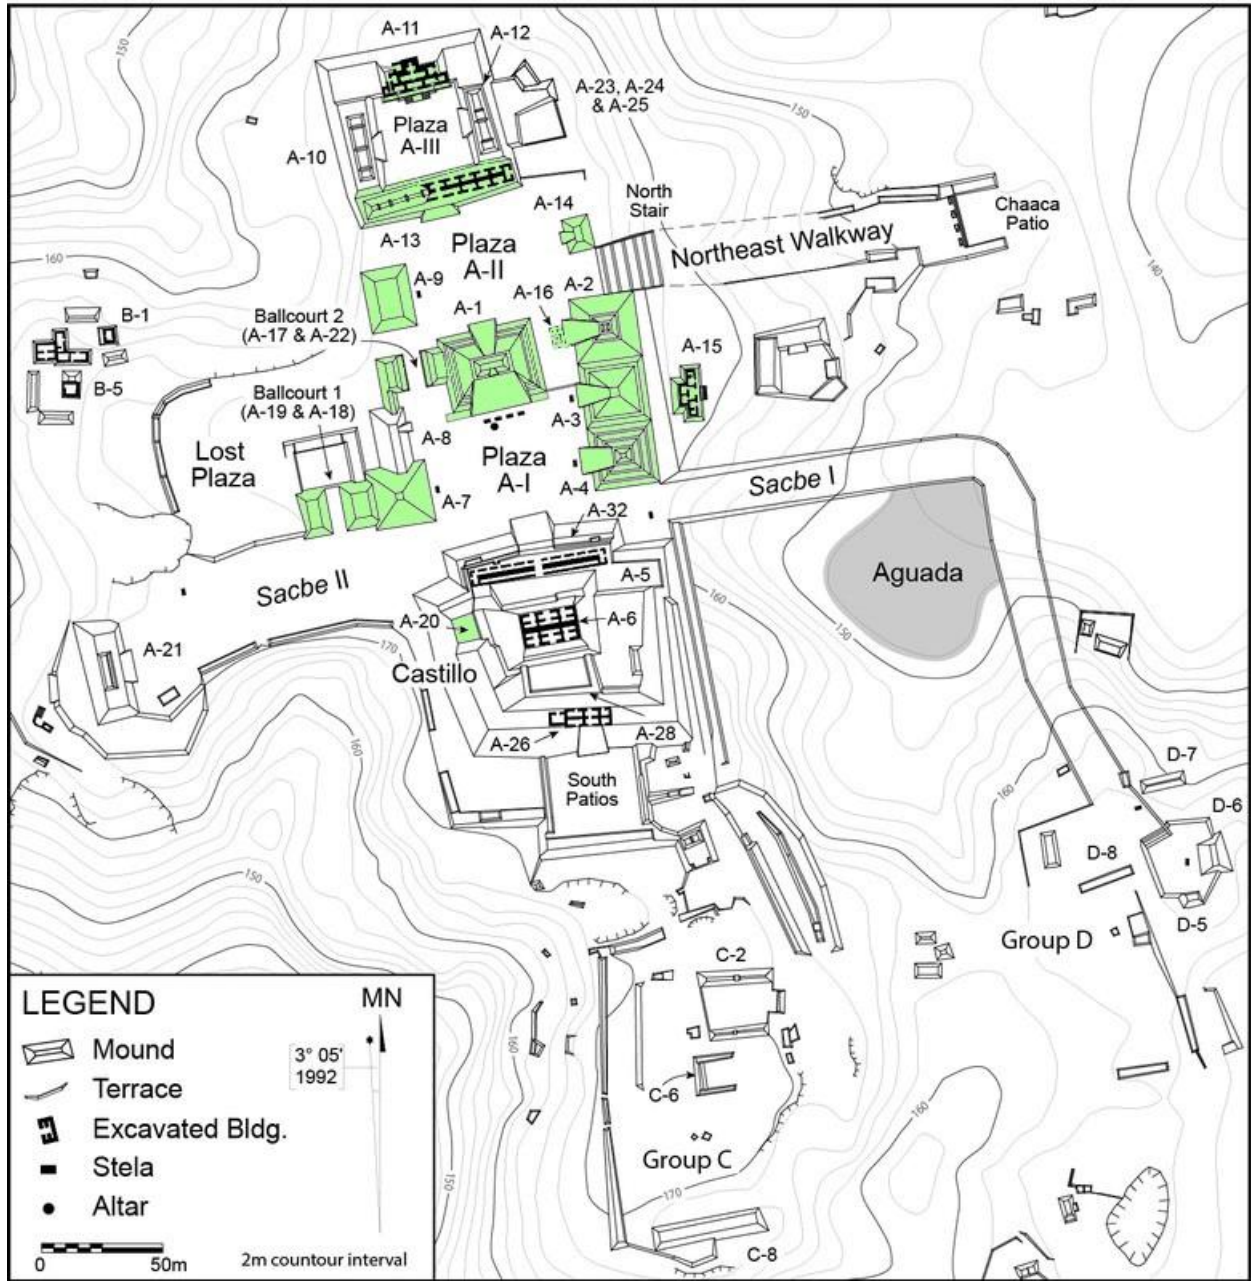 A-11
A-12
150
A-23, A-24
& A-25
150
Plaza
A-III
A-10
North
Stair
Chaaca
Patio
A-14
Northeast Walkway
A-13
Plaza
A-II
160
140
A-9
A-2
A-16
A-1
B-1
Ballcourt 2
(A-17 & A-22)
A-15
B-5
Ballcourt 1
(A-19 & A-18)
A-3
A-8
Lost
Plaza
Plaza
A-I
Sacbe I
A-7
A-4
A-32
Aguada
Sacbe II
A-5
160
A-20
A-6
150
A-21
170
Castillo
160
A-26
A-28
D-7
South
Patios
160
D-6
D-8
150
D-5
Group D
C-2
LEGEND
MN
Mound
3° 05'
1992
160
Terrace
C-6
160
Excavated Bldg.
Stela
Group C
150
170
Altar
C-8
0
50m
2m countour interval